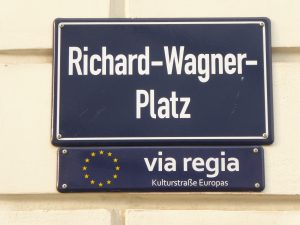 Richard-Wagner-
Platz
via regia
Kulturstraße Europas